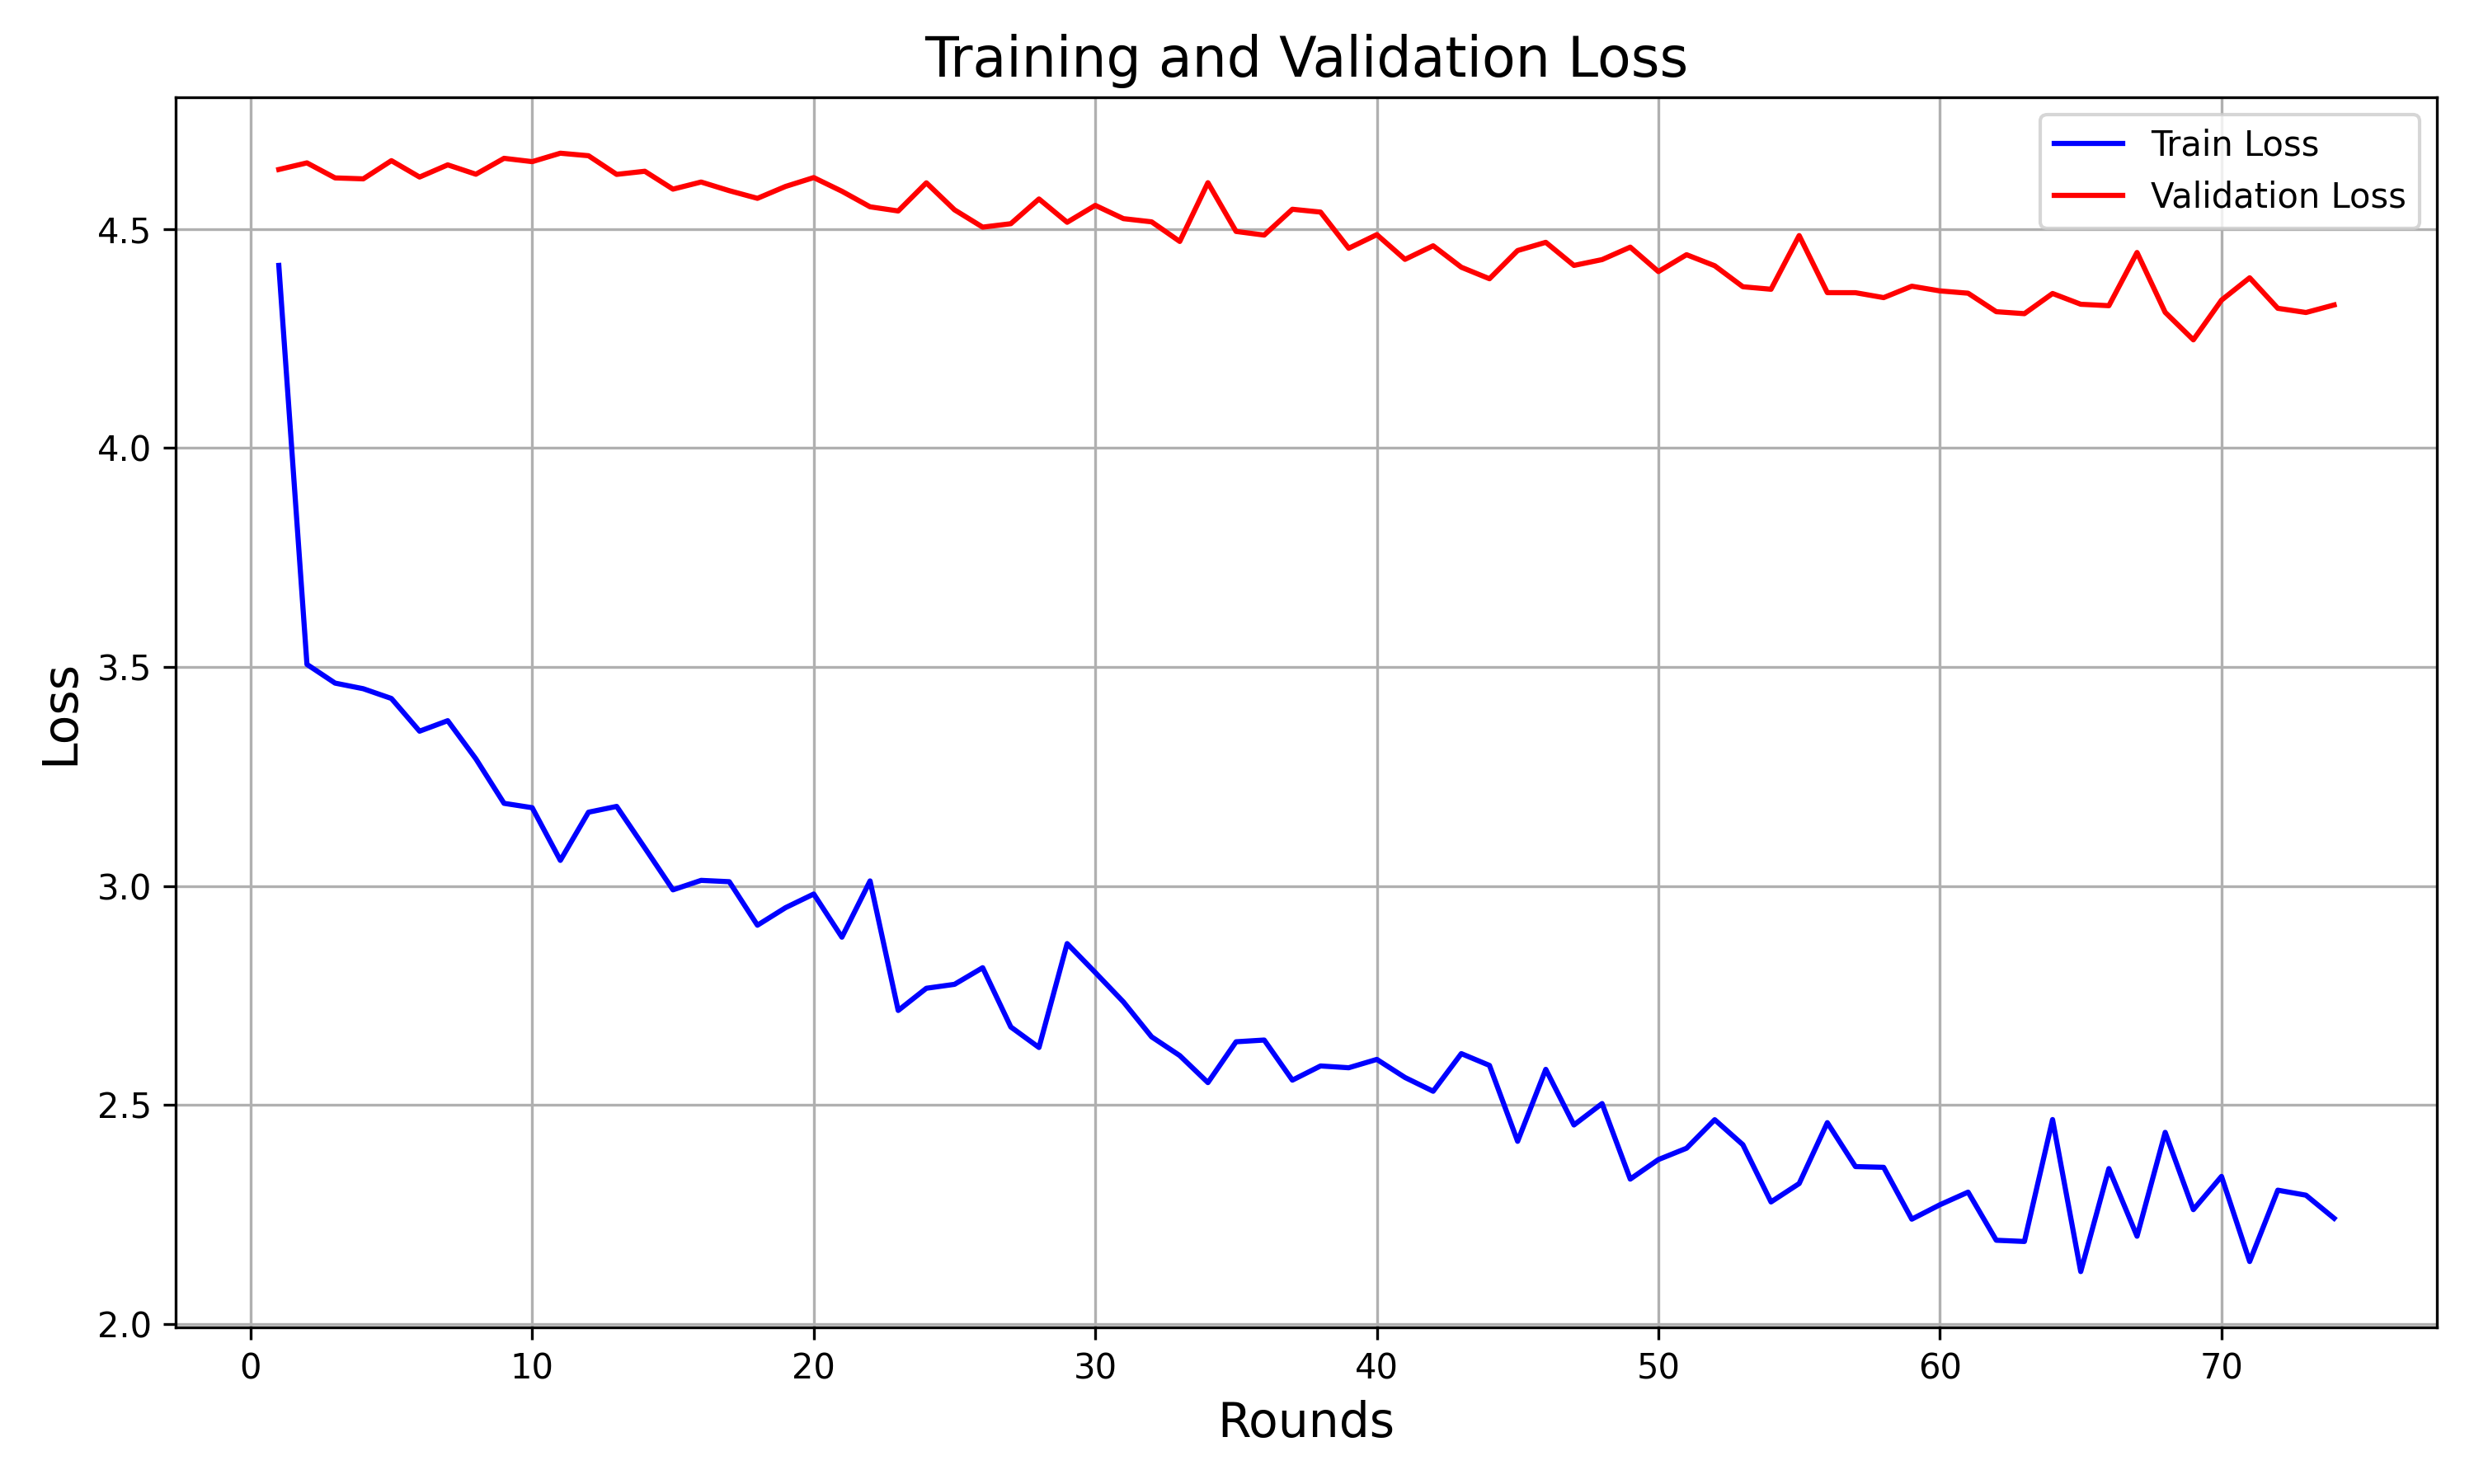 Training and Validation Loss
Train Loss
Validation Loss
4.5
4.0
3.5
3.0
2.5
2.0
Loss
0 10 20 30 40 50 60 70
Rounds